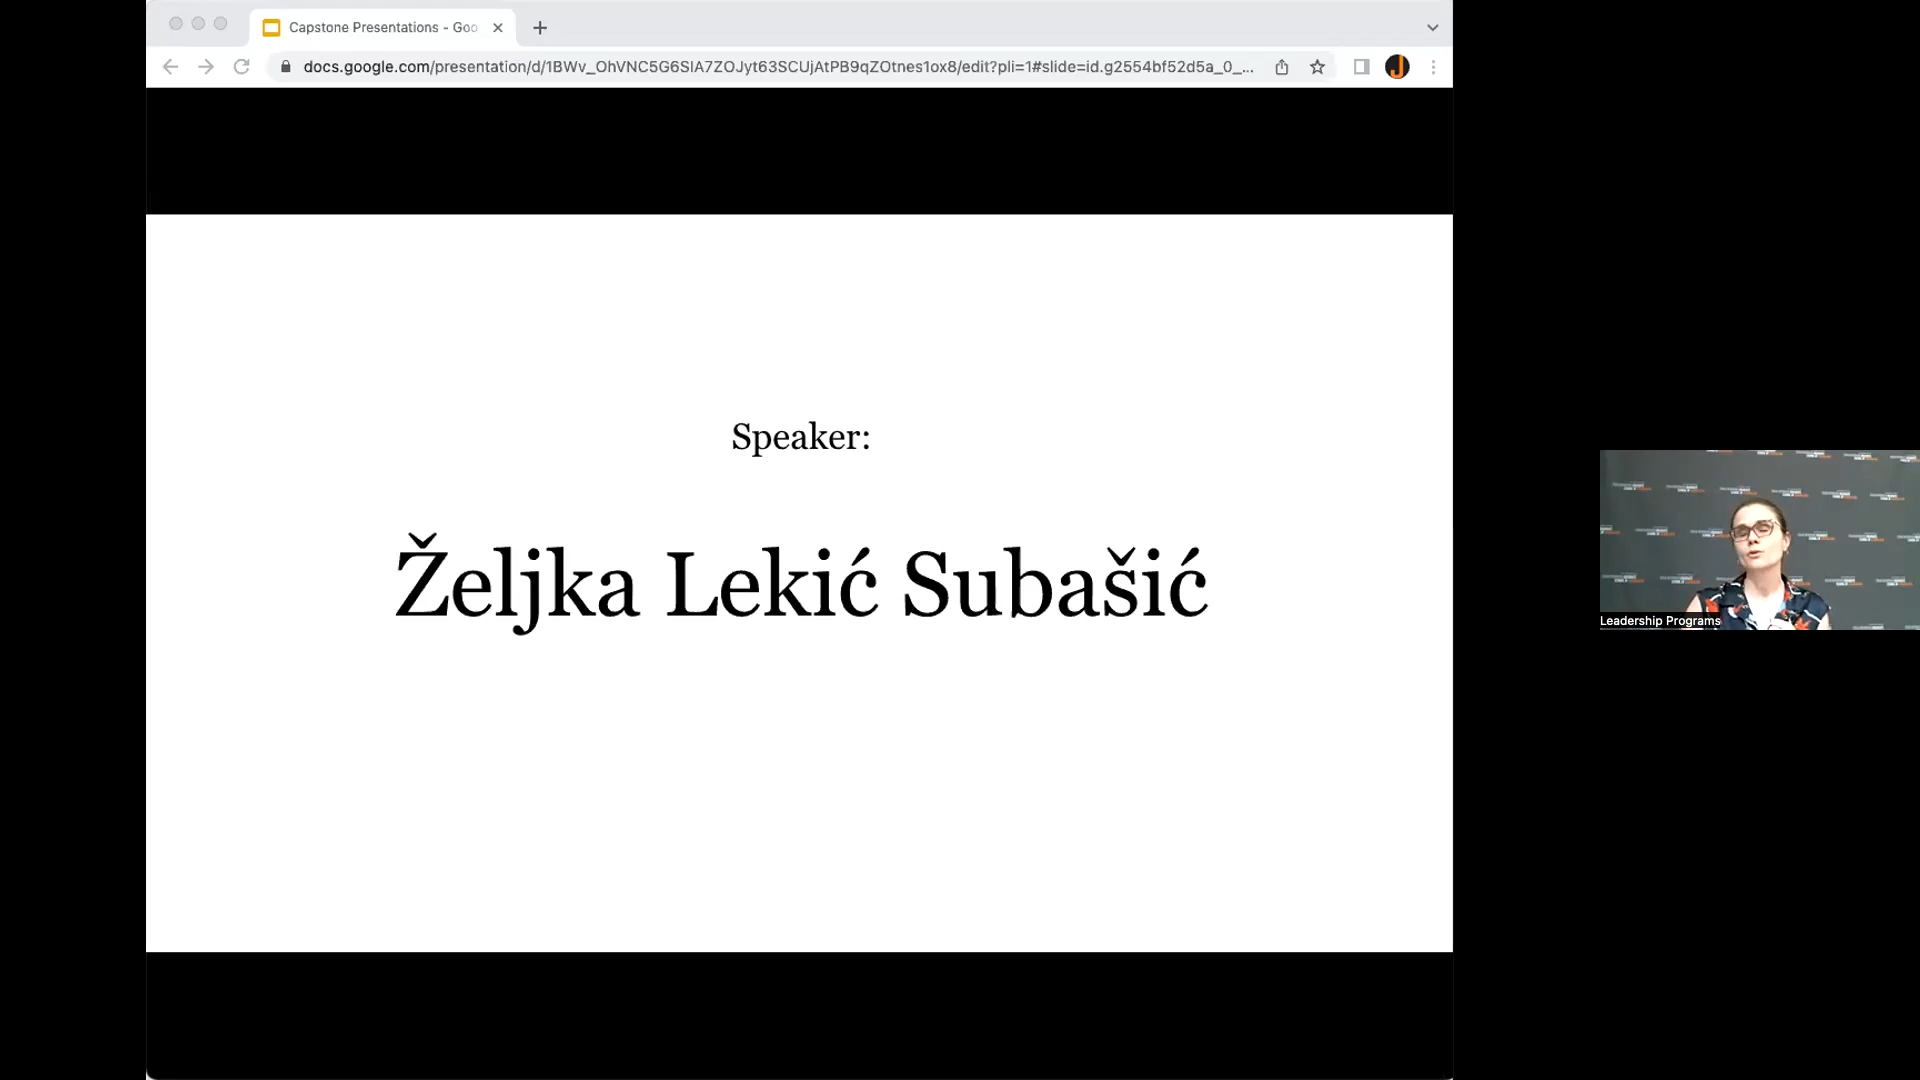 Capstone Presentations - Goo
docs.google.com/presentation/d/1BWv_OhVNC5G6SlA7ZOJyt63SCUjAtPB9qZOtnes1ox8/edit?pli=1#slide=id.g2554bf52d5a_0_...
Speaker:
Željka Lekić Subašić
Leadership Programs